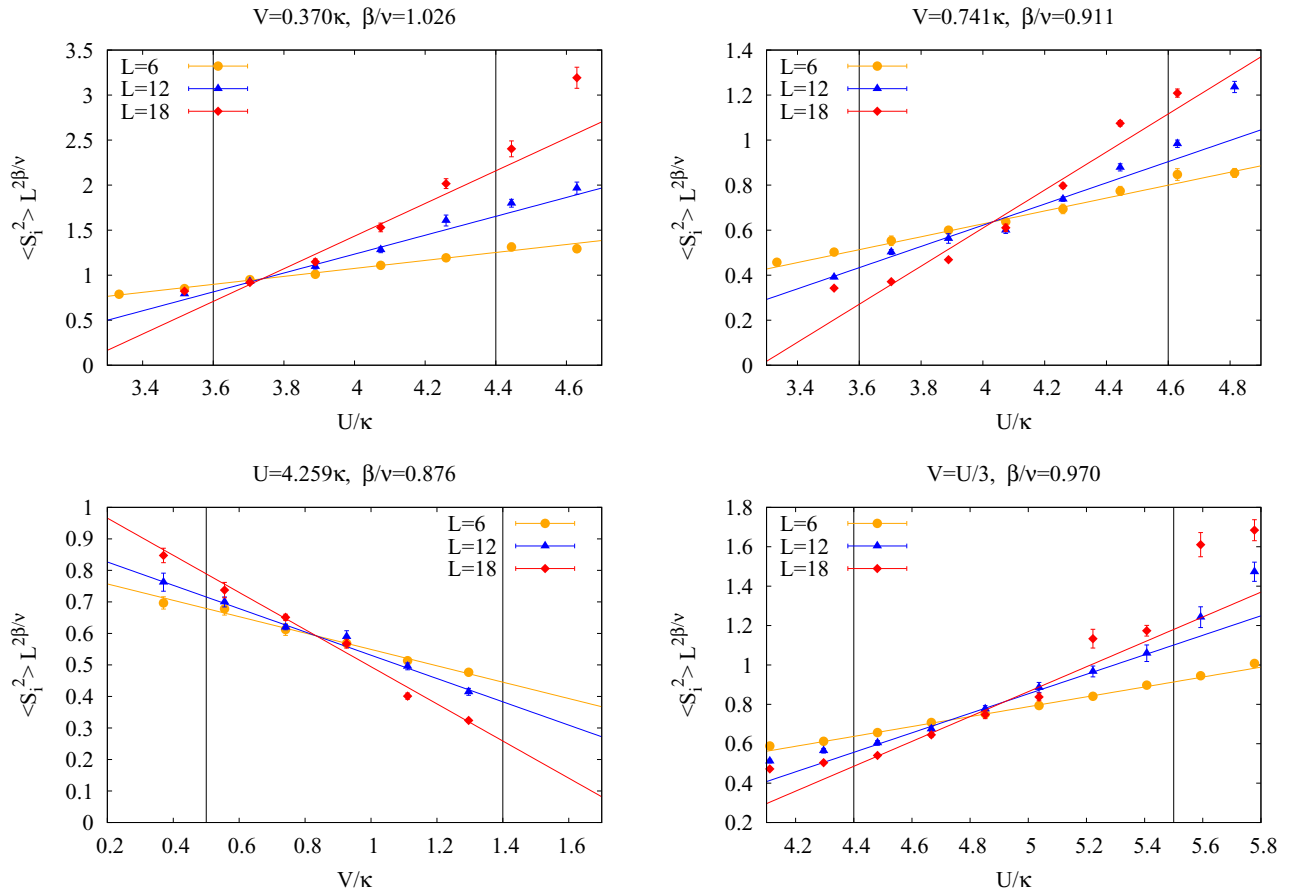 V=0.370κ, β/ν=1.026
3.5
3
2.5
2
1.5
1
0.5
0
L=6
L=12
L=18
<S_i^2> L^{2β/ν}
3.4 3.6 3.8 4 4.2 4.4 4.6
U/κ
V=0.741κ, β/ν=0.911
1.4
1.2
1
0.8
0.6
0.4
0.2
0
L=6
L=12
L=18
<S_i^2> L^{2β/ν}
3.4 3.6 3.8 4 4.2 4.4 4.6 4.8
U/κ
U=4.259κ, β/ν=0.876
1
0.9
0.8
0.7
0.6
0.5
0.4
0.3
0.2
0.1
0
L=6
L=12
L=18
<S_i^2> L^{2β/ν}
0.2 0.4 0.6 0.8 1 1.2 1.4 1.6
V/κ
V=U/3, β/ν=0.970
1.8
1.6
1.4
1.2
1
0.8
0.6
0.4
0.2
L=6
L=12
L=18
<S_i^2> L^{2β/ν}
4.2 4.4 4.6 4.8 5 5.2 5.4 5.6 5.8
U/κ